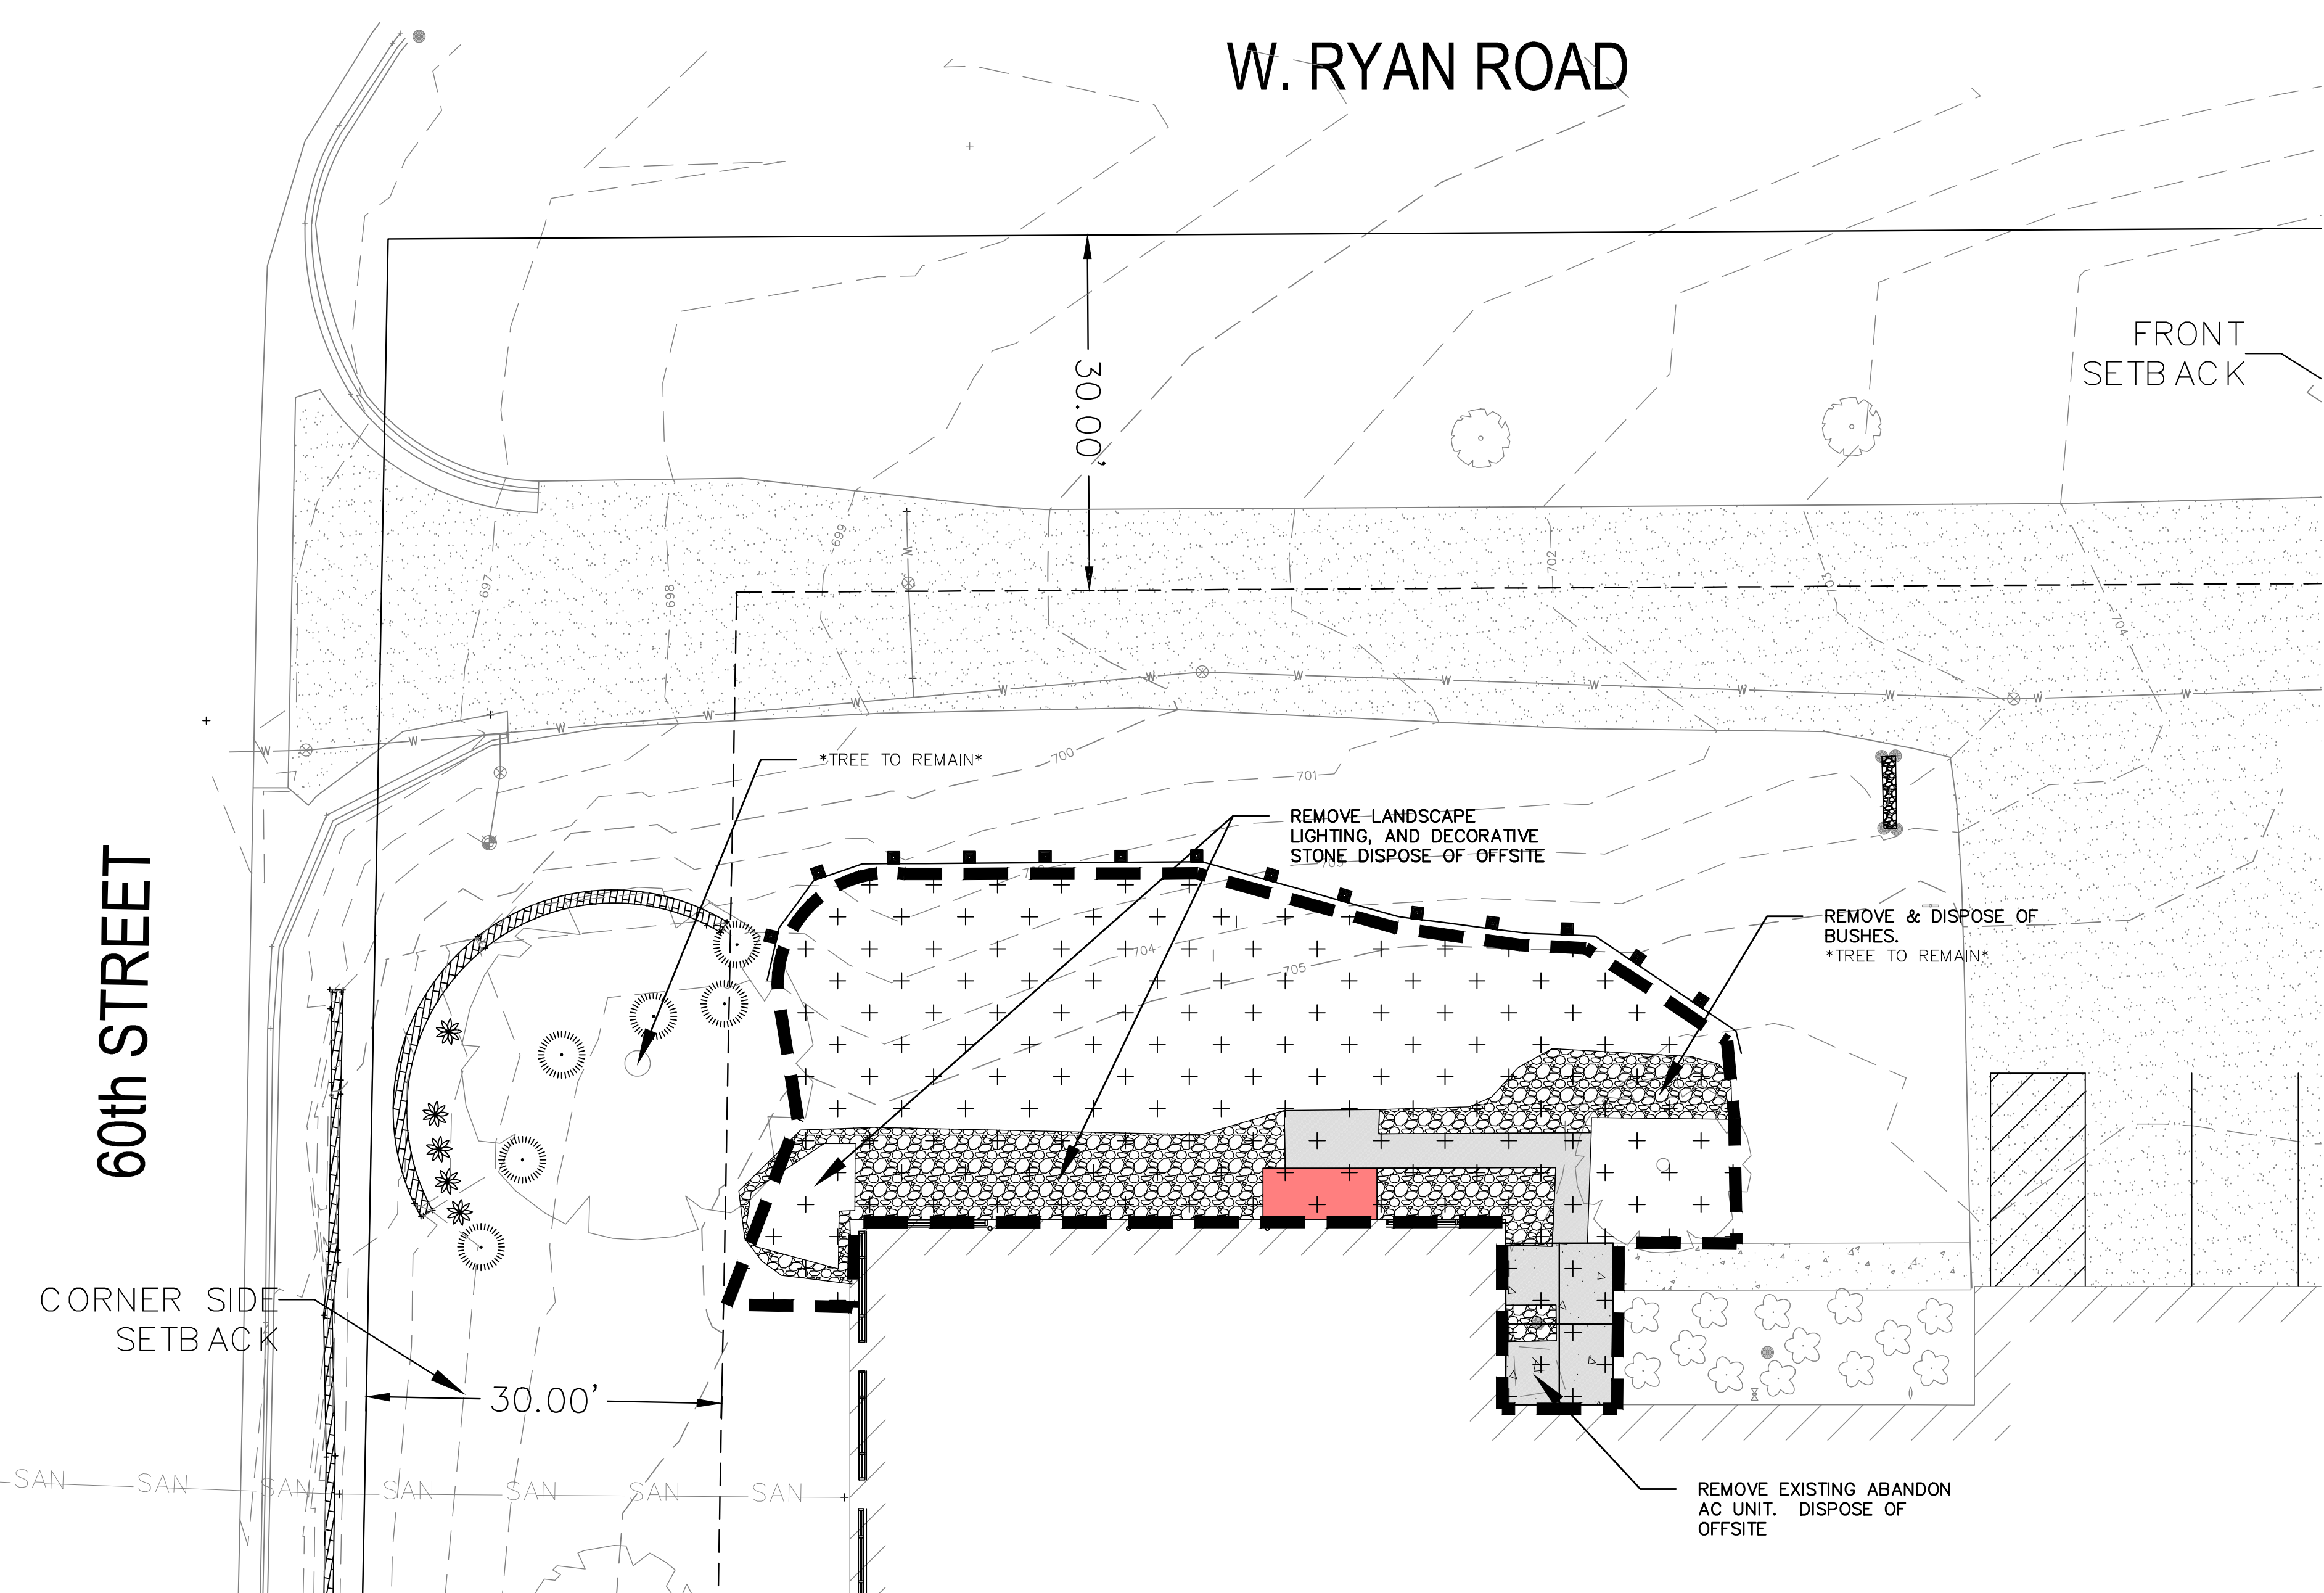 W. RYAN ROAD
FRONT
SETBACK
30.00'
699
697
698
702
703
704
W W W W W W W W W W W W W W W
*TREE TO REMAIN*
700
701
REMOVE LANDSCAPE
LIGHTING, AND DECORATIVE
STONE DISPOSE OF OFFSITE
703
REMOVE & DISPOSE OF
BUSHES.
*TREE TO REMAIN*
704
705
60th STREET
CORNER SIDE
SETBACK
30.00'
SAN SAN SAN SAN SAN SAN SAN
REMOVE EXISTING ABANDON
AC UNIT. DISPOSE OF
OFFSITE